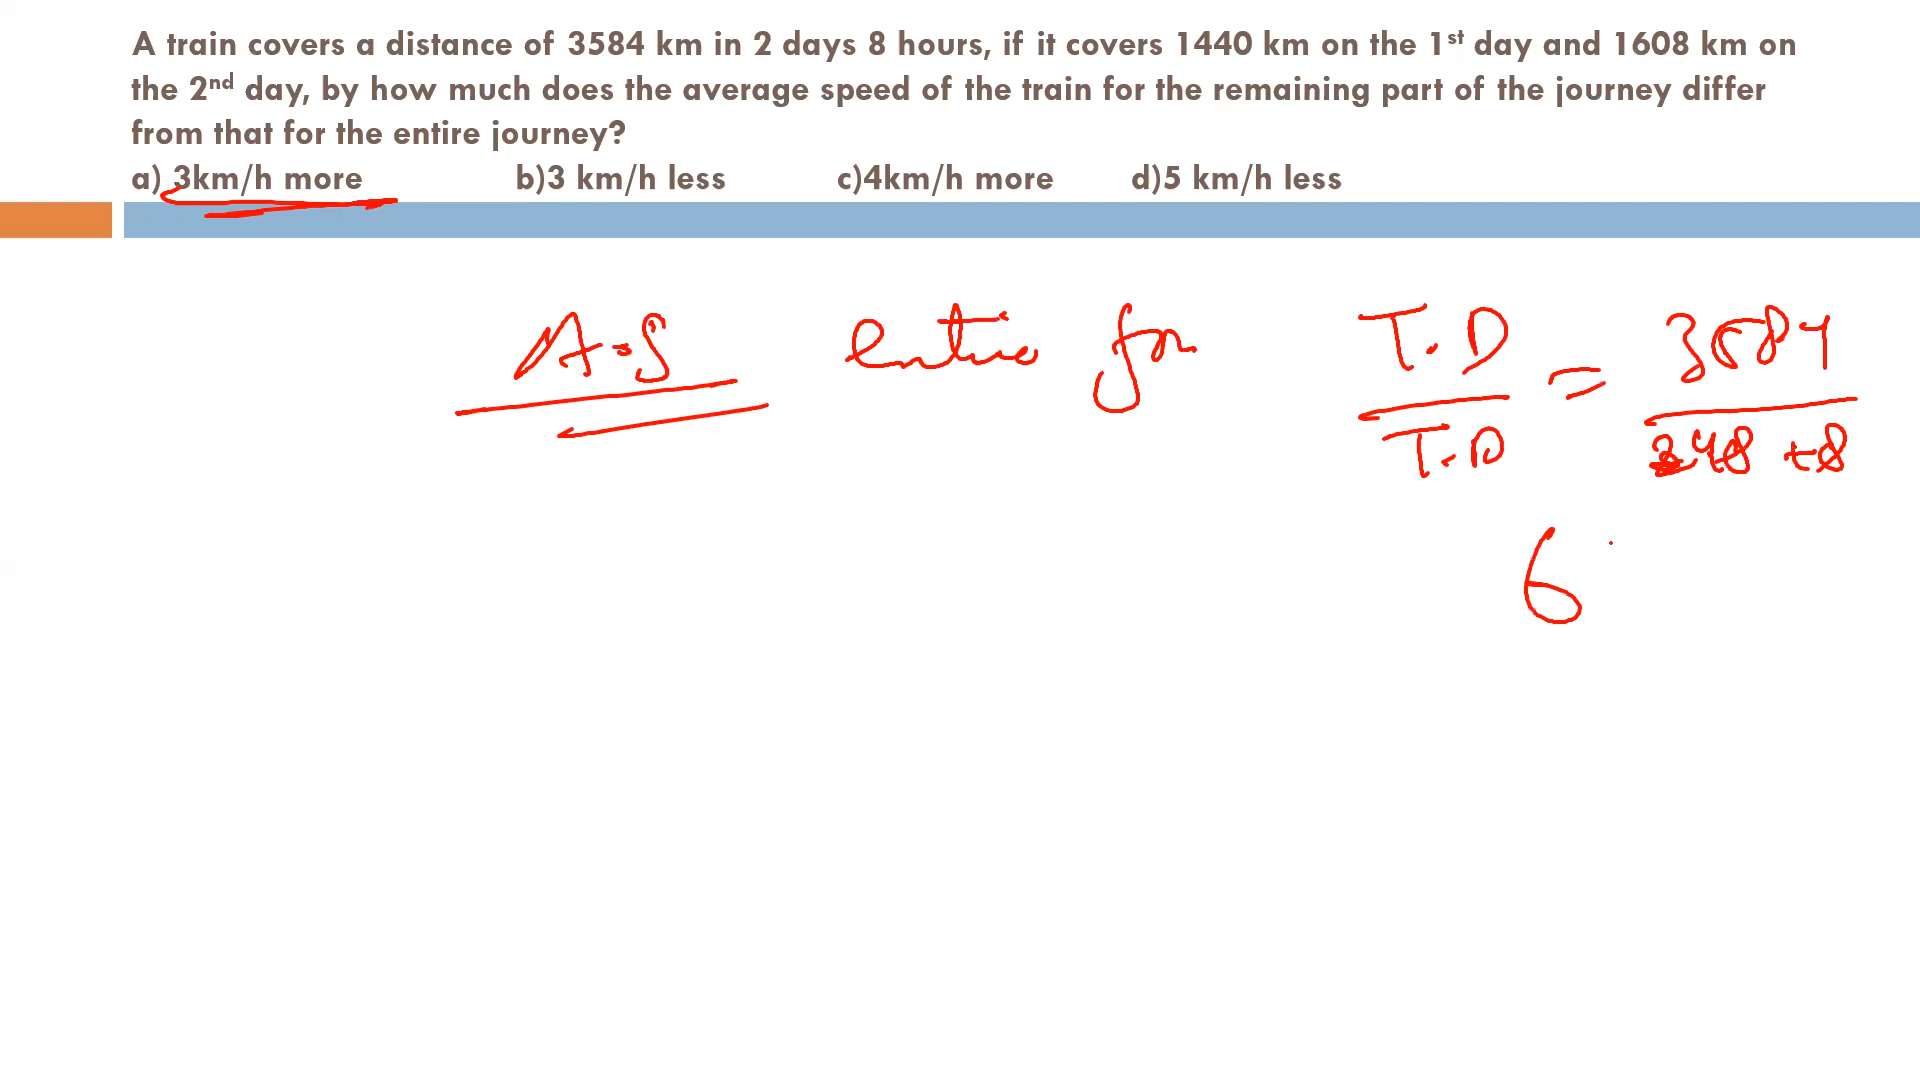 A train covers a distance of 3584 km in 2 days 8 hours, if it covers 1440 km on the 1st day and 1608 km on
the 2nd day, by how much does the average speed of the train for the remaining part of the journey differ
from that for the entire journey?
a) 3km/h more b)3 km/h less c)4km/h more d)5 km/h less
A.S entire for T.D = 3584
T.D 48 +8
6